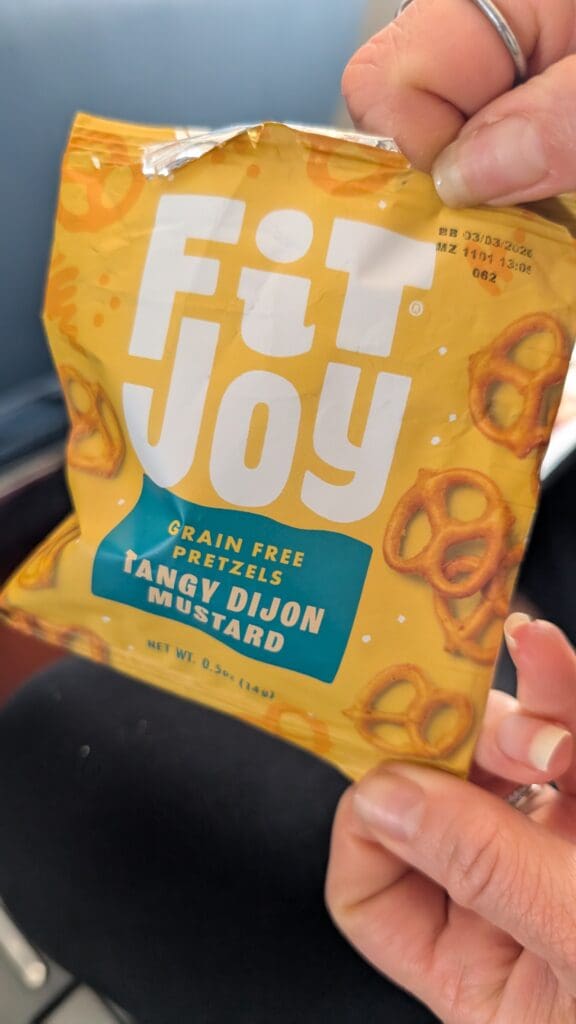 BB 03/03/2026
MZ 1101 13:06
062
FiT
JOY
®
GRAIN FREE
PRETZELS
TANGY DIJON
MUSTARD
NET WT. 0.5oz (14g)